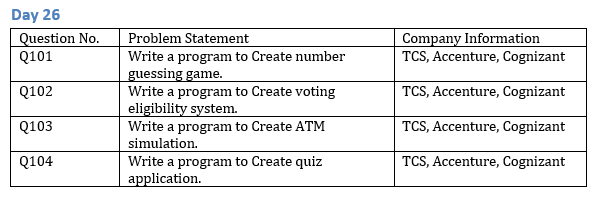 Day 26
Question No. Problem Statement Company Information
Q101 Write a program to Create number TCS, Accenture, Cognizant
guessing game.
Q102 Write a program to Create voting TCS, Accenture, Cognizant
eligibility system.
Q103 Write a program to Create ATM TCS, Accenture, Cognizant
simulation.
Q104 Write a program to Create quiz TCS, Accenture, Cognizant
application.